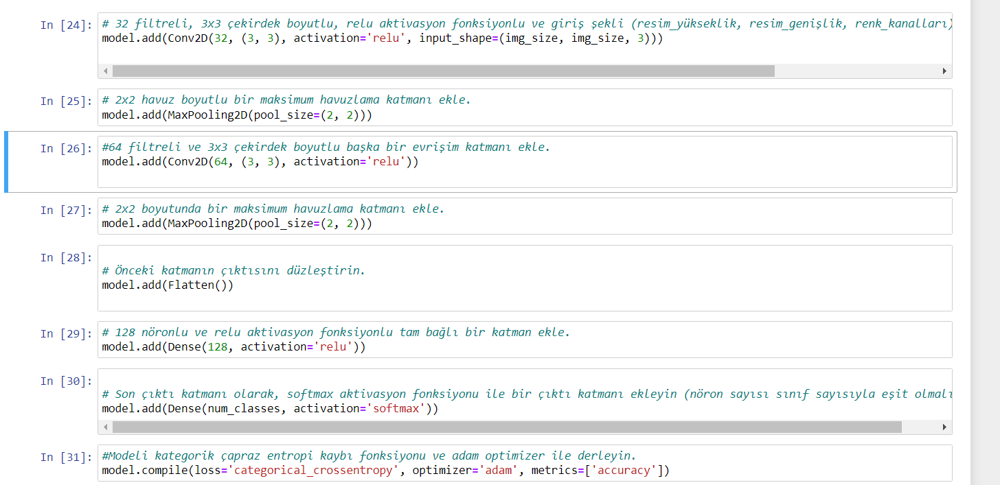 In [24]: # 32 filtreli, 3x3 çekirdek boyutlu, relu aktivasyon fonksiyonlu ve giriş şekli (resim_yükseklik, resim_genişlik, renk_kanalları)
model.add(Conv2D(32, (3, 3), activation='relu', input_shape=(img_size, img_size, 3)))
In [25]: # 2x2 havuz boyutlu bir maksimum havuzlama katmanı ekle.
model.add(MaxPooling2D(pool_size=(2, 2)))
In [26]: #64 filtreli ve 3x3 çekirdek boyutlu başka bir evrişim katmanı ekle.
model.add(Conv2D(64, (3, 3), activation='relu'))
In [27]: # 2x2 boyutunda bir maksimum havuzlama katmanı ekle.
model.add(MaxPooling2D(pool_size=(2, 2)))
In [28]:
# Önceki katmanın çıktısını düzleştirin.
model.add(Flatten())
In [29]: # 128 nöronlu ve relu aktivasyon fonksiyonlu tam bağlı bir katman ekle.
model.add(Dense(128, activation='relu'))
In [30]:
# Son çıktı katmanı olarak, softmax aktivasyon fonksiyonu ile bir çıktı katmanı ekleyin (nöron sayısı sınıf sayısıyla eşit olmalı
model.add(Dense(num_classes, activation='softmax'))
In [31]: #Modeli kategorik çapraz entropi kaybı fonksiyonu ve adam optimizer ile derleyin.
model.compile(loss='categorical_crossentropy', optimizer='adam', metrics=['accuracy'])